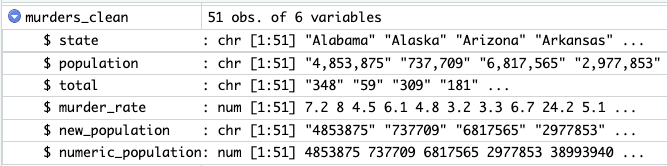 murders_clean 51 obs. of 6 variables
$ state : chr [1:51] "Alabama" "Alaska" "Arizona" "Arkansas" ...
$ population : chr [1:51] "4,853,875" "737,709" "6,817,565" "2,977,853"
$ total : chr [1:51] "348" "59" "309" "181" ...
$ murder_rate : num [1:51] 7.2 8 4.5 6.1 4.8 3.2 3.3 6.7 24.2 5.1 ...
$ new_population : chr [1:51] "4853875" "737709" "6817565" "2977853" ...
$ numeric_population: num [1:51] 4853875 737709 6817565 2977853 38993940 ...